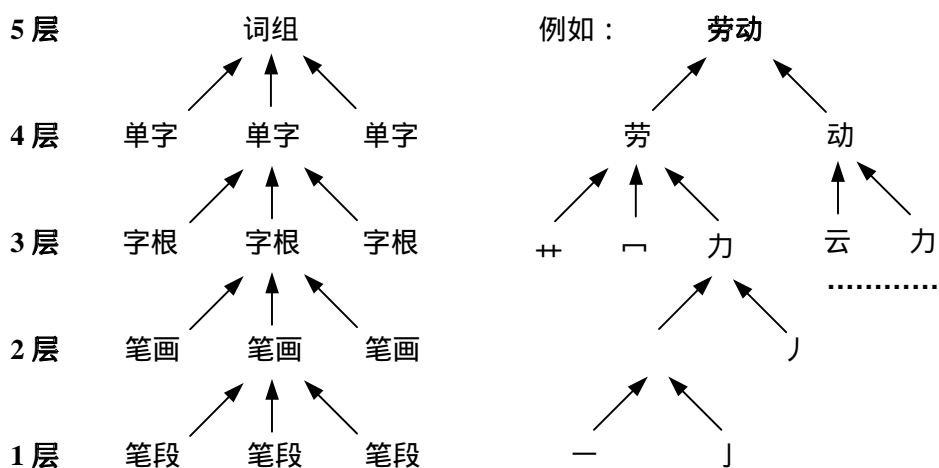 5 层 词组 例如： 劳动
4 层 单字 单字 单字 劳 动
3 层 字根 字根 字根 艹 冖 力 云 力
…………
2 层 笔画 笔画 笔画 丿
1 层 笔段 笔段 笔段 一 亅